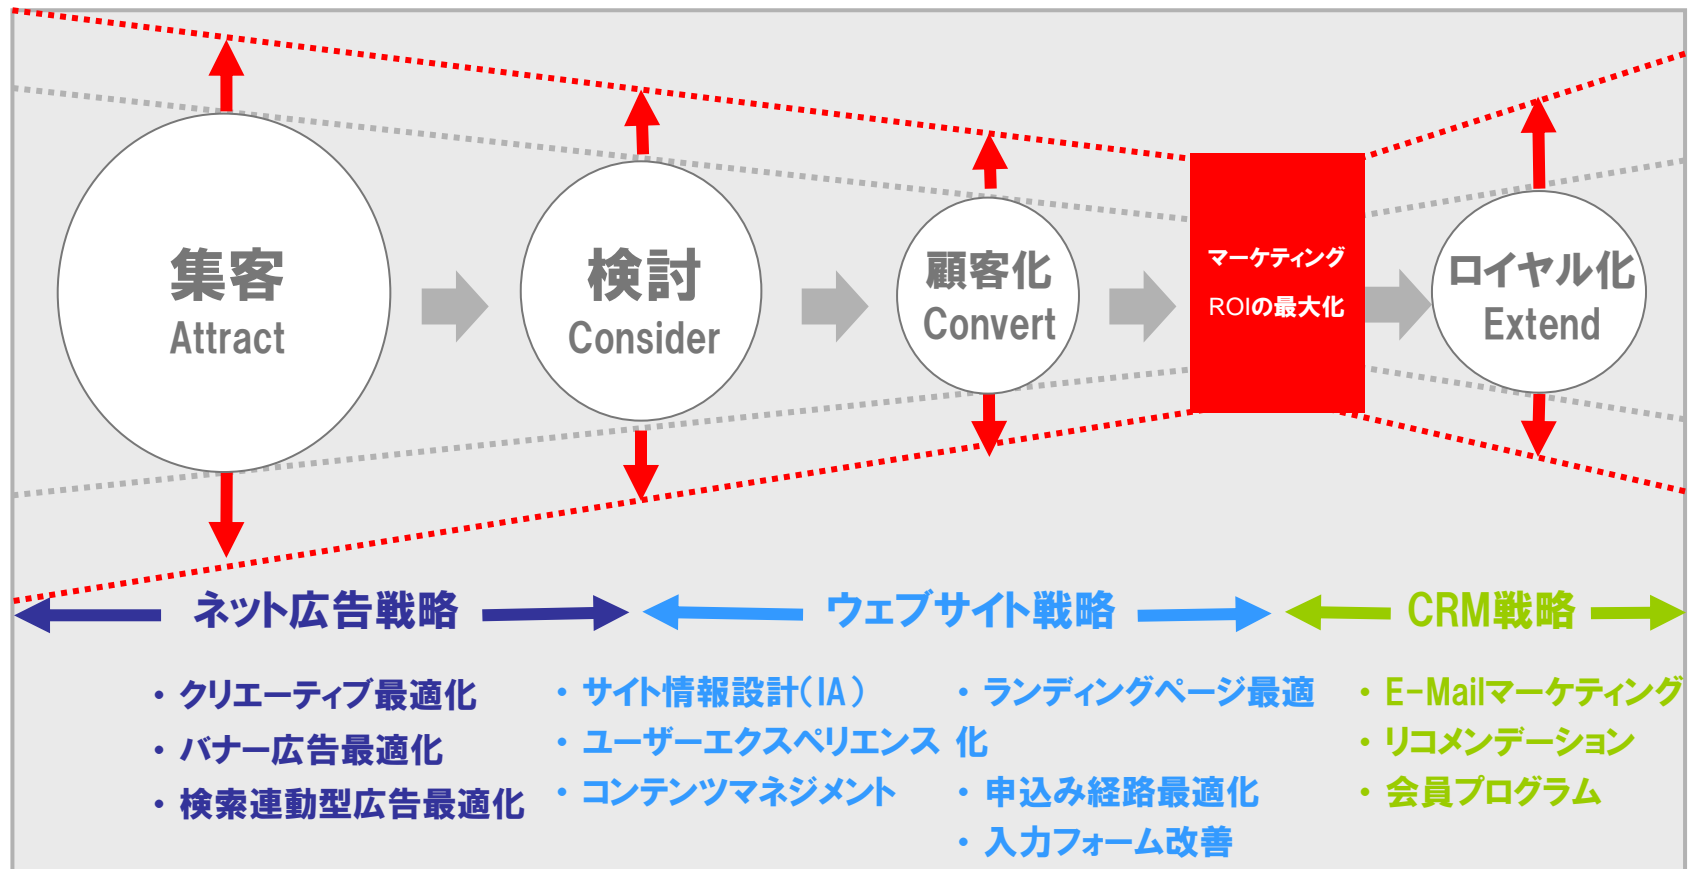 集客
Attract
検討
Consider
顧客化
Convert
マーケティング
ROIの最大化
ロイヤル化
Extend
ネット広告戦略
ウェブサイト戦略
CRM戦略
・クリエーティブ最適化
・バナー広告最適化
・検索連動型広告最適化
・サイト情報設計(IA)
・ユーザーエクスペリエンス
・コンテンツマネジメント
・ランディングページ最適
化
・申込み経路最適化
・入力フォーム改善
・E-Mailマーケティング
・リコメンデーション
・会員プログラム